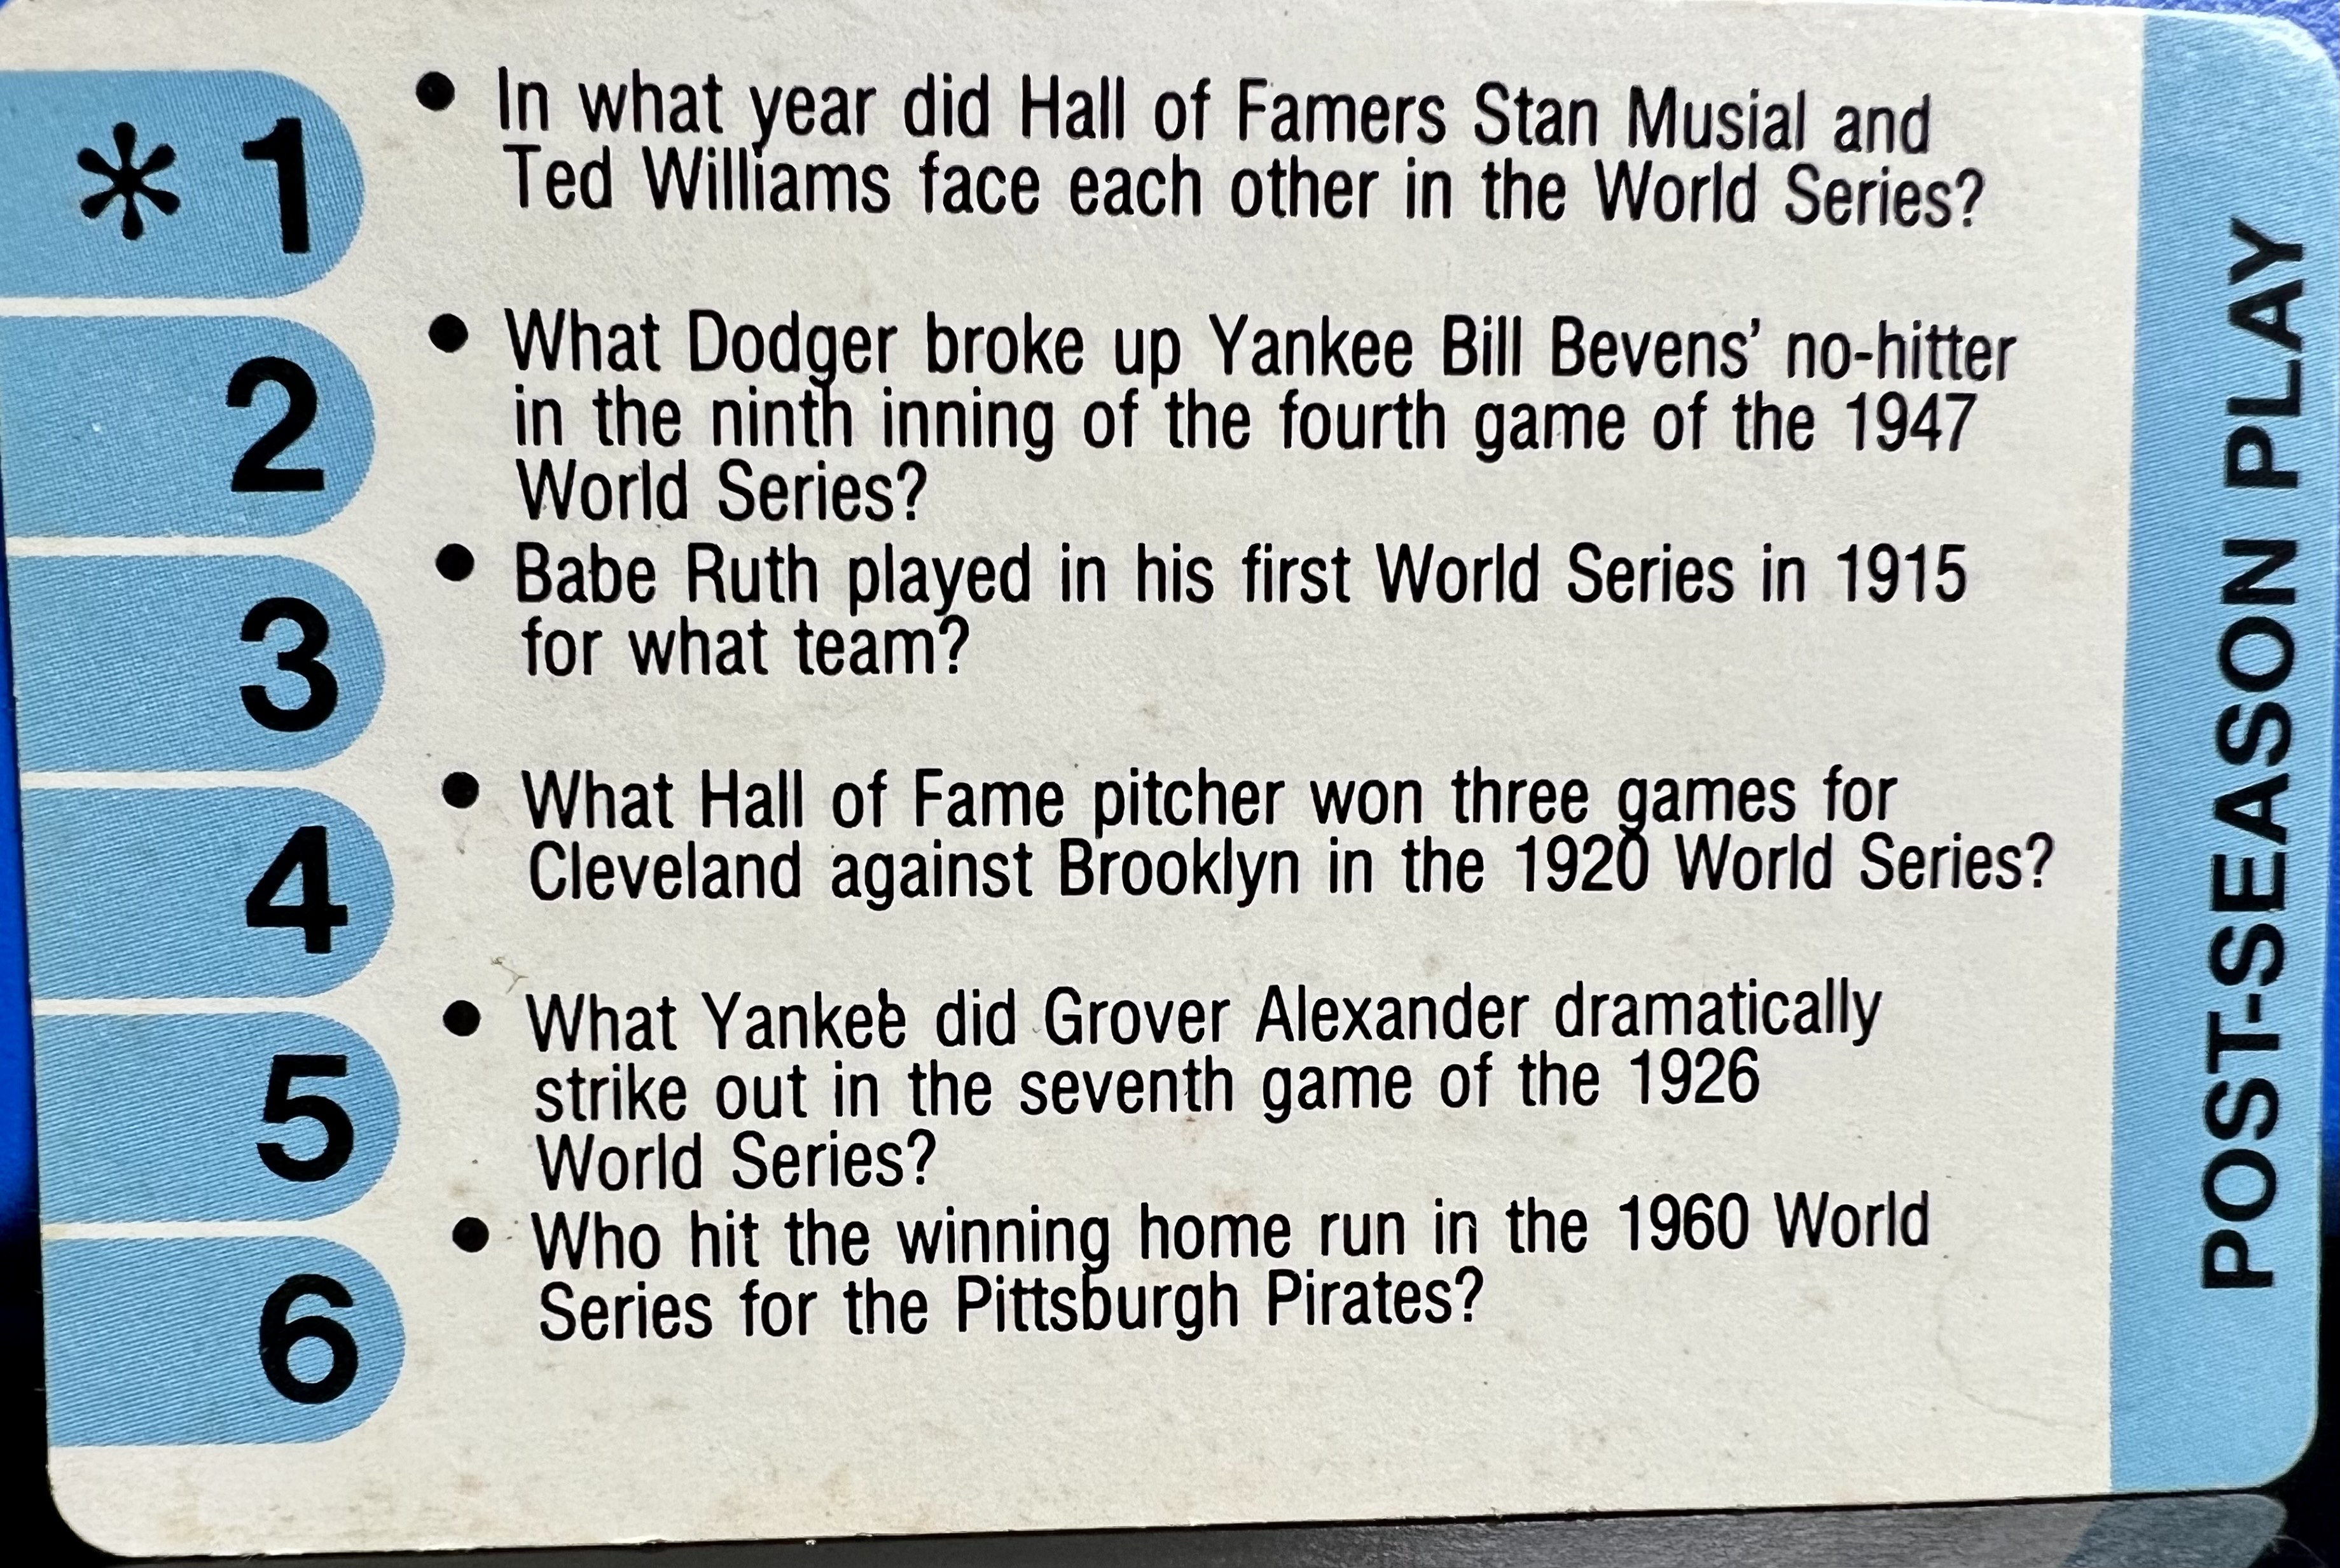 * 1
• In what year did Hall of Famers Stan Musial and
Ted Williams face each other in the World Series?
2
• What Dodger broke up Yankee Bill Bevens' no-hitter
in the ninth inning of the fourth game of the 1947
World Series?
3
• Babe Ruth played in his first World Series in 1915
for what team?
4
• What Hall of Fame pitcher won three games for
Cleveland against Brooklyn in the 1920 World Series?
5
• What Yankee did Grover Alexander dramatically
strike out in the seventh game of the 1926
World Series?
6
• Who hit the winning home run in the 1960 World
Series for the Pittsburgh Pirates?
POST-SEASON PLAY